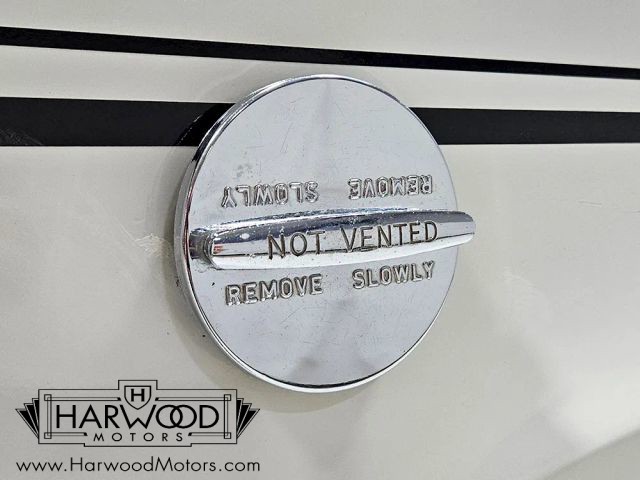 REMOVE SLOWLY
NOT VENTED
REMOVE SLOWLY
H
HARWOOD
MOTORS
www.HarwoodMotors.com